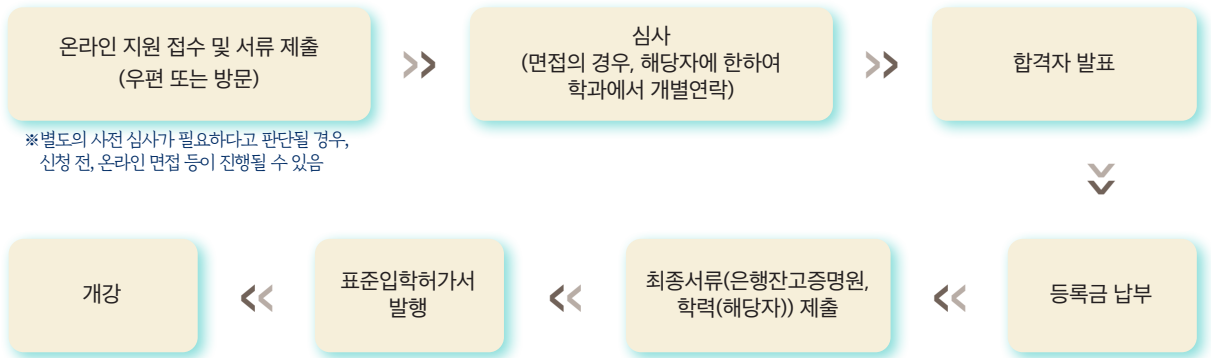 온라인 지원 접수 및 서류 제출
(우편 또는 방문)
※별도의 사전 심사가 필요하다고 판단될 경우,
신청 전, 온라인 면접 등이 진행될 수 있음
심사
(면접의 경우, 해당자에 한하여
학과에서 개별연락)
합격자 발표
등록금 납부
최종서류(은행잔고증명원,
학력(해당자)) 제출
표준입학허가서
발행
개강